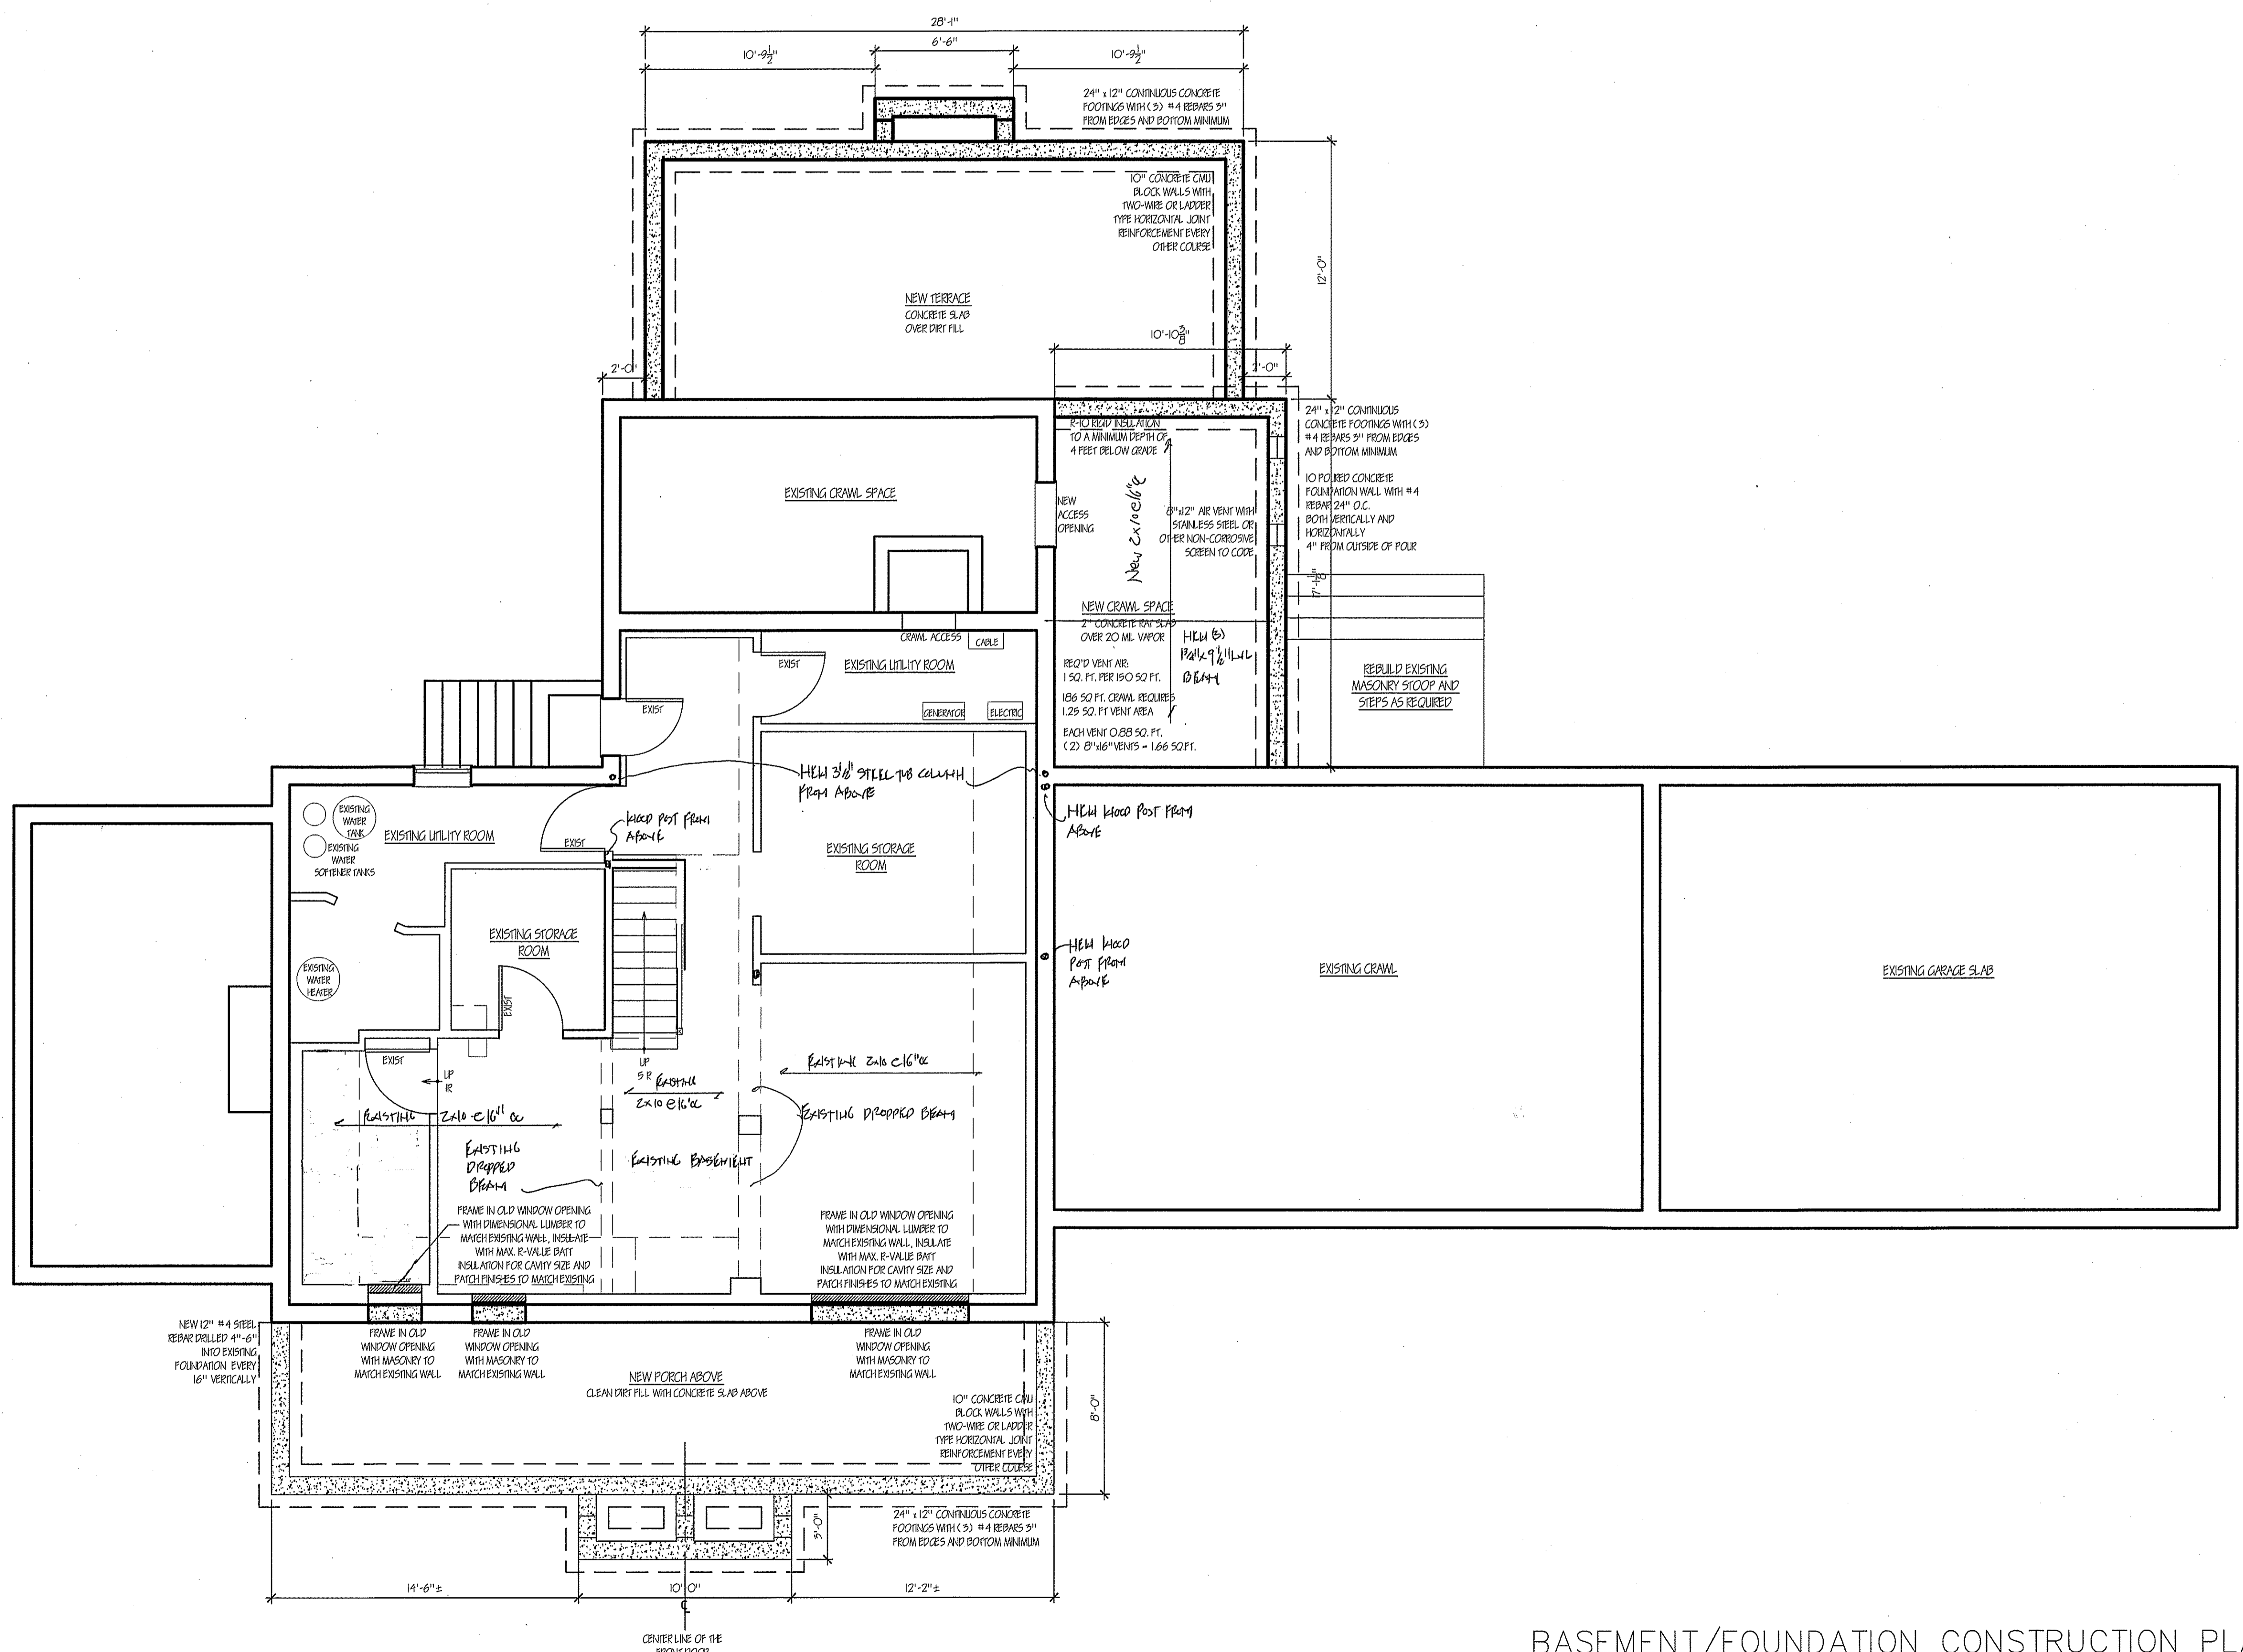 28'-1"
6'-6"
10'-9 1/2"
10'-9 1/2"
24" x 12" CONTINUOUS CONCRETE
FOOTINGS WITH (3) #4 REBARS 3"
FROM EDGES AND BOTTOM MINIMUM
10" CONCRETE CMU
BLOCK WALLS WITH
TWO-WIRE OR LADDER
TYPE HORIZONTAL JOINT
REINFORCEMENT EVERY
OTHER COURSE
12'-0"
NEW TERRACE
CONCRETE SLAB
OVER DIRT FILL
10'-10 3/8"
2'-0"
2'-0"
24" x 12" CONTINUOUS
CONCRETE FOOTINGS WITH (3)
#4 REBARS 3" FROM EDGES
AND BOTTOM MINIMUM
10 POURED CONCRETE
FOUNDATION WALL WITH #4
REBAR 24" O.C.
BOTH VERTICALLY AND
HORIZONTALLY
4" FROM OUTSIDE OF POUR
17'-1 1/8"
R-10 RIGID INSULATION
TO A MINIMUM DEPTH OF
4 FEET BELOW GRADE
EXISTING CRAWL SPACE
NEW
ACCESS
OPENING
New 2x10 @ 16" oc
8"x12" AIR VENT WITH
STAINLESS STEEL OR
OTHER NON-CORROSIVE
SCREEN TO CODE
NEW CRAWL SPACE
2" CONCRETE RAT SLAB
OVER 20 MIL VAPOR
NEW (3)
1 3/4" x 9 1/2" LVL
BEAM
REQ'D VENT AIR:
1 SQ. FT. PER 150 SQ FT.
186 SQ FT. CRAWL REQUIRES
1.25 SQ. FT VENT AREA
EACH VENT 0.88 SQ. FT.
(2) 8"x16" VENTS = 1.66 SQ.FT.
REBUILD EXISTING
MASONRY STOOP AND
STEPS AS REQUIRED
CRAWL ACCESS
CABLE
EXIST
EXISTING UTILITY ROOM
EXIST
GENERATOR
ELECTRIC
NEW 3 1/2" STEEL TUB COLUMN
FROM ABOVE
EXISTING
WATER
TANK
EXISTING
WATER
SOFTENER TANKS
EXISTING UTILITY ROOM
EXIST
WOOD POST FROM
ABOVE
NEW WOOD POST FROM
ABOVE
EXISTING STORAGE
ROOM
EXISTING STORAGE
ROOM
NEW WOOD
POST FROM
ABOVE
EXISTING
WATER
HEATER
EXIST
EXISTING CRAWL
EXISTING GARAGE SLAB
EXIST
UP
1R
UP
5 R
EXISTING
2x10 @ 16" oc
EXISTING 2x10 @ 16" oc
EXISTING 2x10 @ 16" oc
EXISTING DROPPED BEAM
EXISTING
DROPPED
BEAM
EXISTING BASEMENT
FRAME IN OLD WINDOW OPENING
WITH DIMENSIONAL LUMBER TO
MATCH EXISTING WALL, INSULATE
WITH MAX. R-VALUE BATT
INSULATION FOR CAVITY SIZE AND
PATCH FINISHES TO MATCH EXISTING
FRAME IN OLD WINDOW OPENING
WITH DIMENSIONAL LUMBER TO
MATCH EXISTING WALL, INSULATE
WITH MAX. R-VALUE BATT
INSULATION FOR CAVITY SIZE AND
PATCH FINISHES TO MATCH EXISTING
NEW 12" #4 STEEL
REBAR DRILLED 4"-6"
INTO EXISTING
FOUNDATION EVERY
16" VERTICALLY
FRAME IN OLD
WINDOW OPENING
WITH MASONRY TO
MATCH EXISTING WALL
FRAME IN OLD
WINDOW OPENING
WITH MASONRY TO
MATCH EXISTING WALL
FRAME IN OLD
WINDOW OPENING
WITH MASONRY TO
MATCH EXISTING WALL
NEW PORCH ABOVE
CLEAN DIRT FILL WITH CONCRETE SLAB ABOVE
10" CONCRETE CMU
BLOCK WALLS WITH
TWO-WIRE OR LADDER
TYPE HORIZONTAL JOINT
REINFORCEMENT EVERY
OTHER COURSE
8'-0"
3'-0"
24" x 12" CONTINUOUS CONCRETE
FOOTINGS WITH (3) #4 REBARS 3"
FROM EDGES AND BOTTOM MINIMUM
14'-6"±
10'-0"
12'-2"±
CENTER LINE OF THE
FRONT DOOR
BASEMENT/FOUNDATION CONSTRUCTION PLA